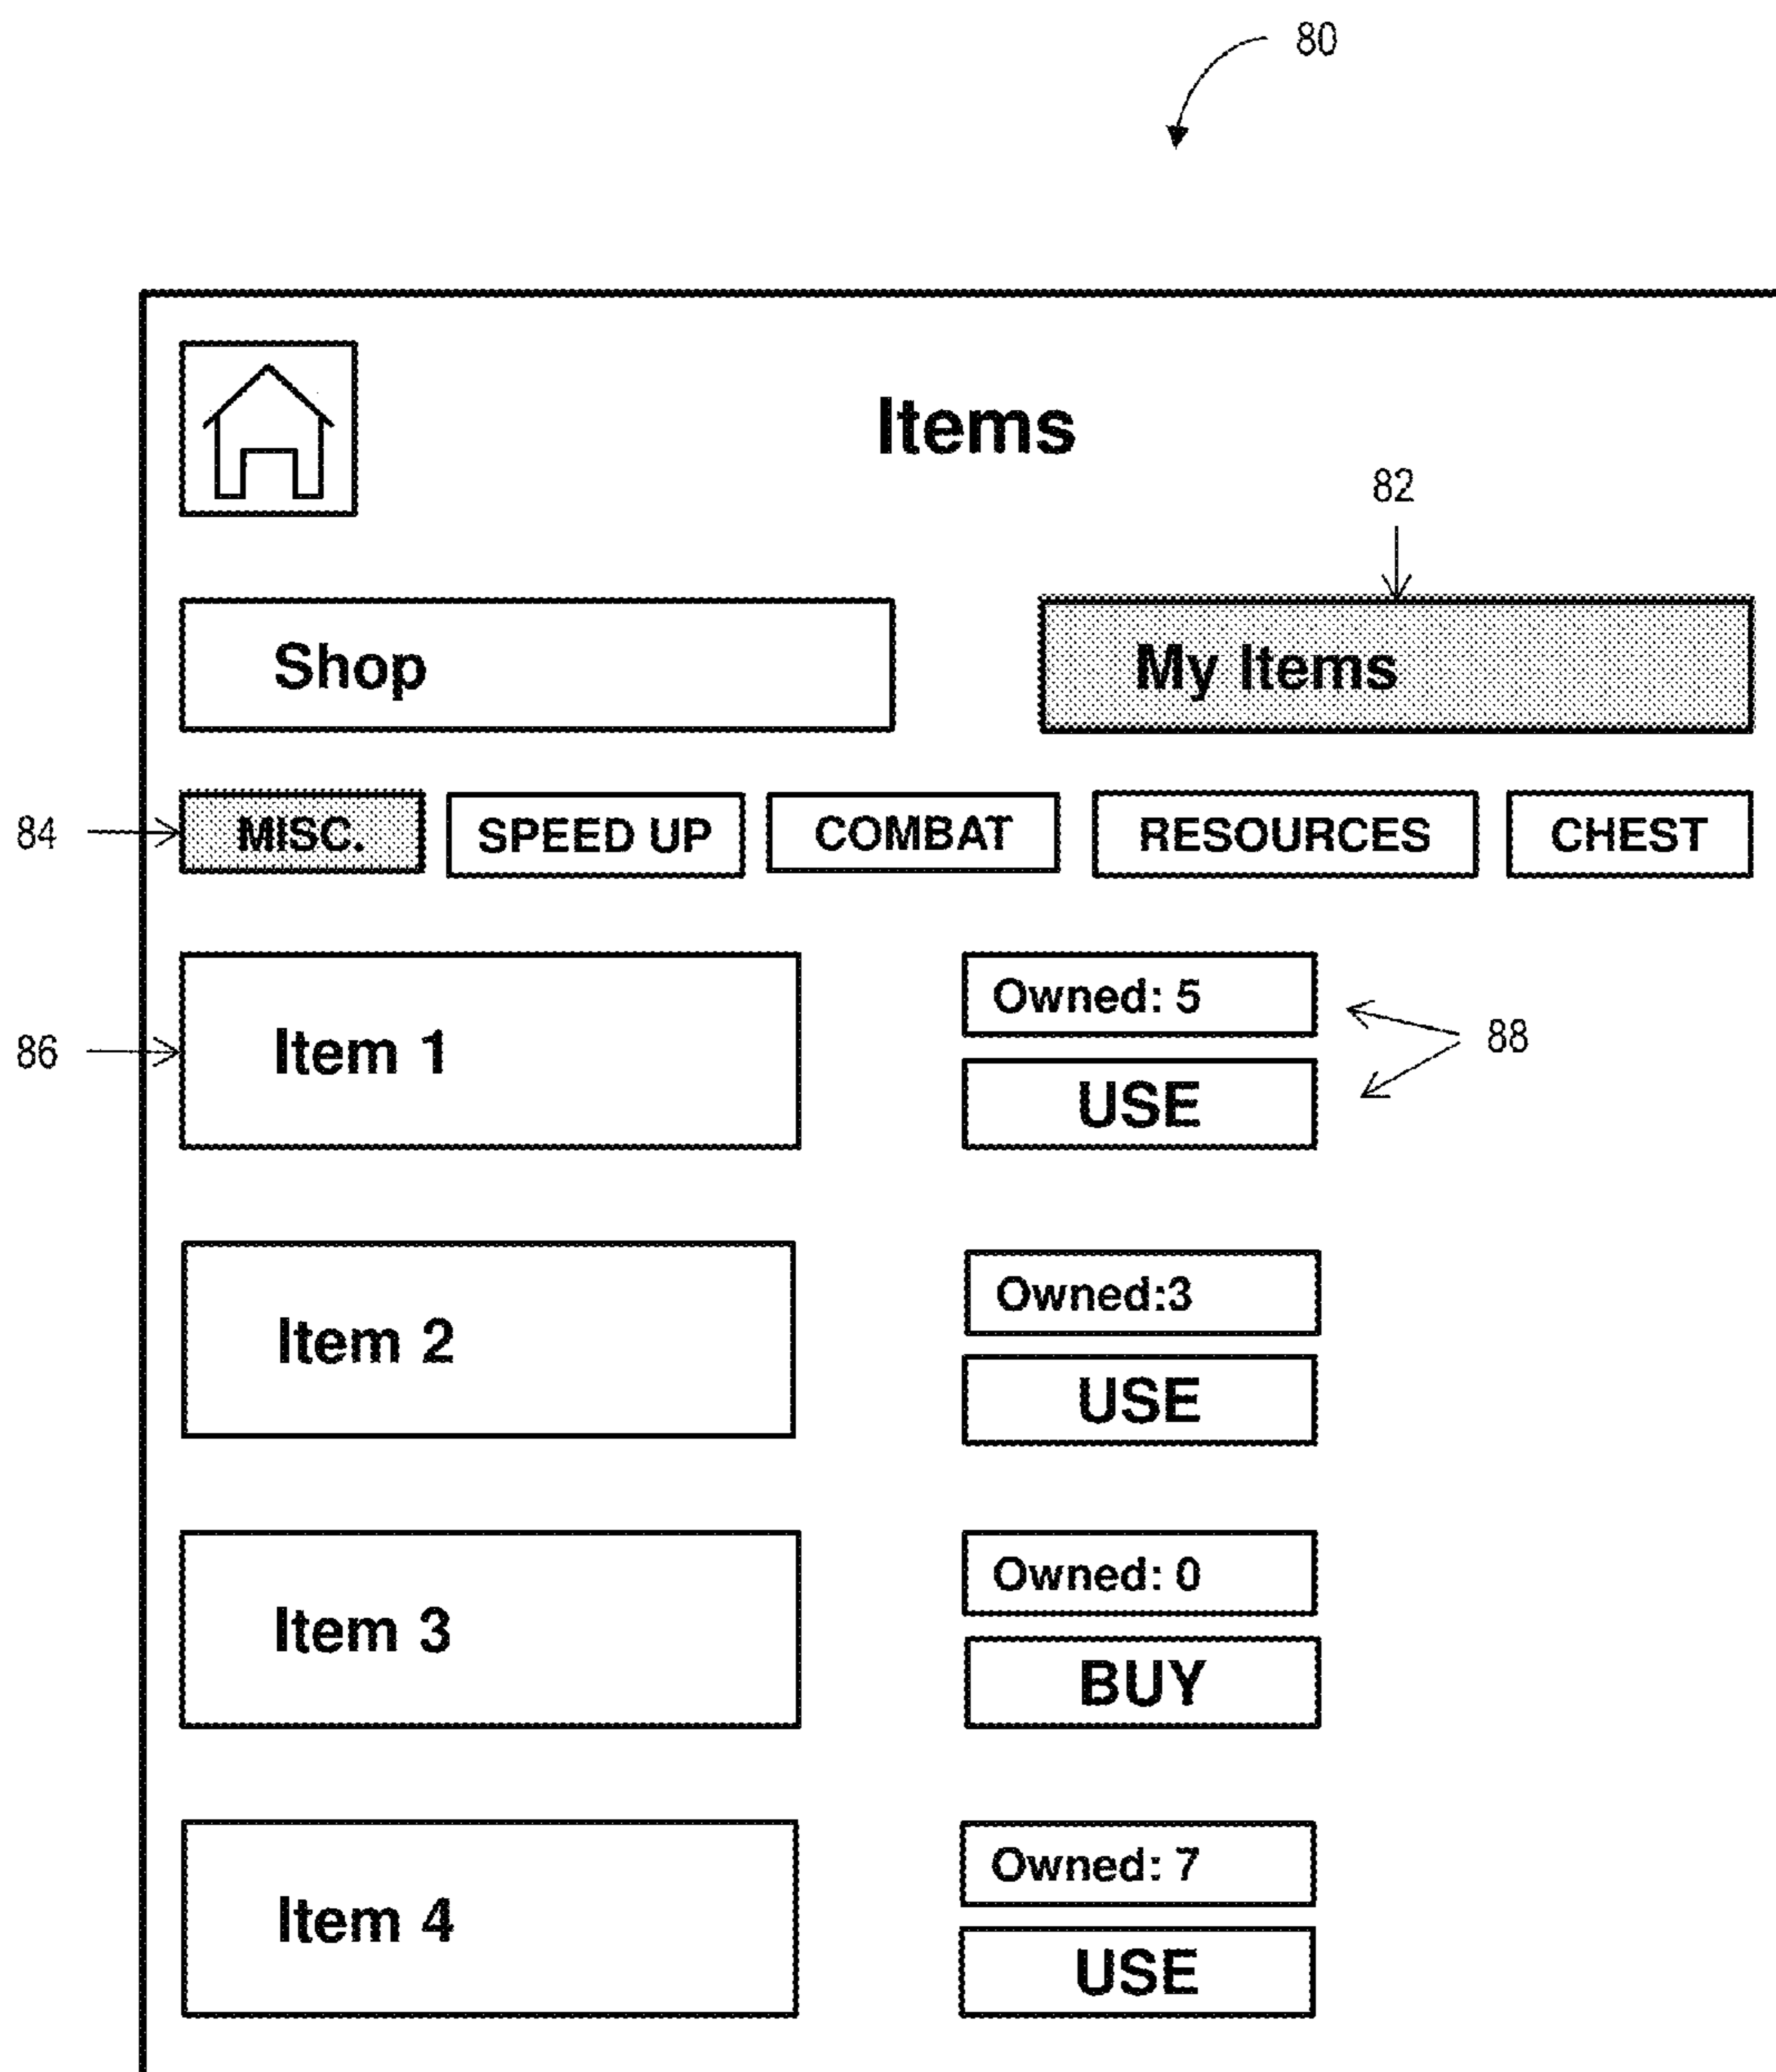 80
Items
82
Shop
My Items
84
MISC.
SPEED UP
COMBAT
RESOURCES
CHEST
86
Item 1
Owned: 5
USE
88
Item 2
Owned:3
USE
Item 3
Owned: 0
BUY
Item 4
Owned: 7
USE